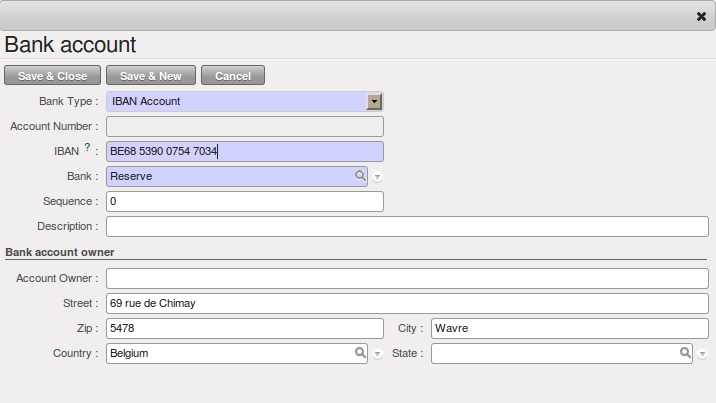 Bank account
Save & Close Save & New Cancel
Bank Type : IBAN Account
Account Number :
IBAN ? : BE68 5390 0754 7034
Bank : Reserve
Sequence : 0
Description :
Bank account owner
Account Owner :
Street : 69 rue de Chimay
Zip : 5478 City : Wavre
Country : Belgium State :